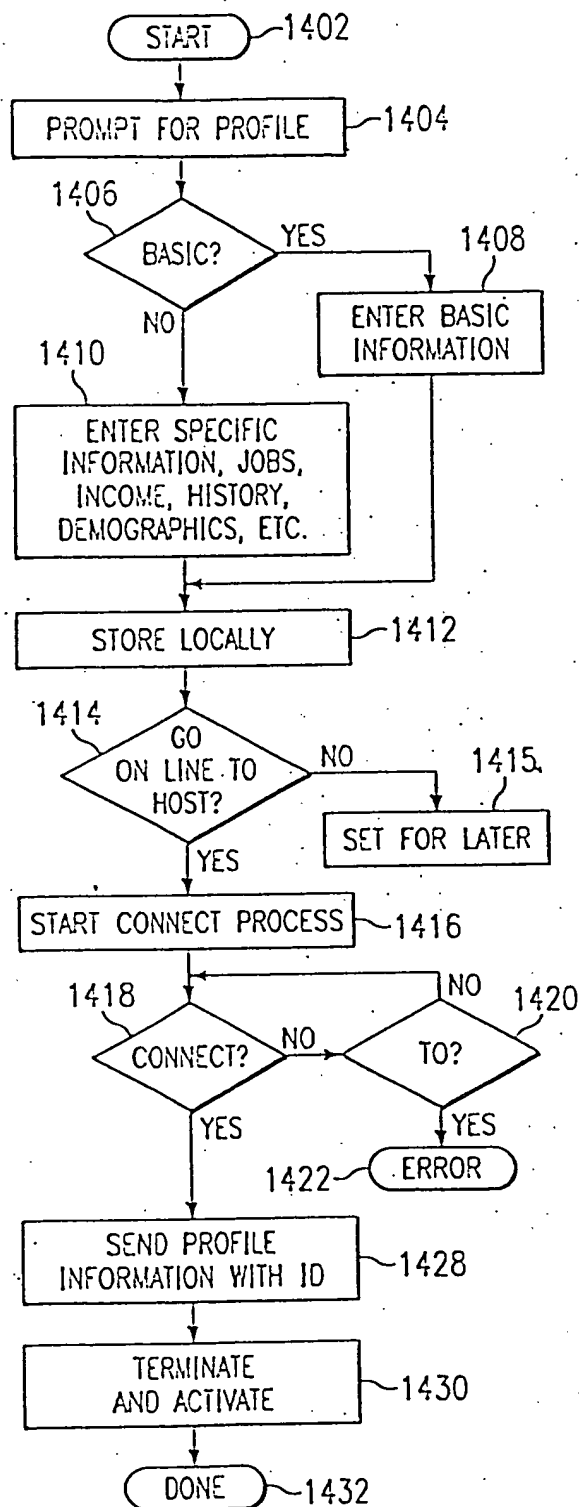 START
1402
PROMPT FOR PROFILE
1404
1406
BASIC?
YES
1408
ENTER BASIC
INFORMATION
NO
1410
ENTER SPECIFIC
INFORMATION, JOBS,
INCOME, HISTORY,
DEMOGRAPHICS, ETC.
STORE LOCALLY
1412
1414
GO
ON LINE TO
HOST?
NO
1415
SET FOR LATER
YES
START CONNECT PROCESS
1416
1418
CONNECT?
NO
NO
1420
TO?
YES
YES
1422
ERROR
SEND PROFILE
INFORMATION WITH ID
1428
TERMINATE
AND ACTIVATE
1430
DONE
1432